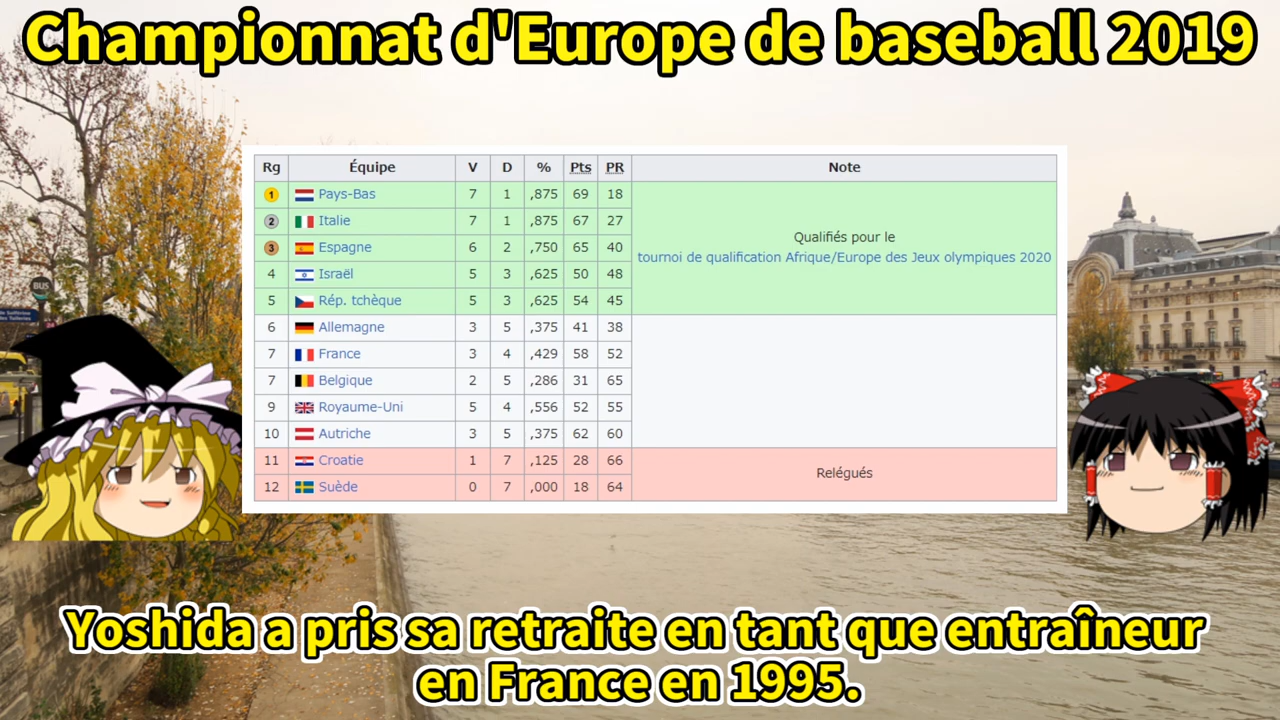 Championnat d'Europe de baseball 2019
Rg Équipe V D % Pts PR Note
1 Pays-Bas 7 1 ,875 69 18
2 Italie 7 1 ,875 67 27
3 Espagne 6 2 ,750 65 40
Qualifiés pour le
tournoi de qualification Afrique/Europe des Jeux olympiques 2020
4 Israël 5 3 ,625 50 48
5 Rép. tchèque 5 3 ,625 54 45
6 Allemagne 3 5 ,375 41 38
7 France 3 4 ,429 58 52
7 Belgique 2 5 ,286 31 65
9 Royaume-Uni 5 4 ,556 52 55
10 Autriche 3 5 ,375 62 60
11 Croatie 1 7 ,125 28 66
Relégués
12 Suède 0 7 ,000 18 64
BUS
Yoshida a pris sa retraite en tant que entraîneur
en France en 1995.